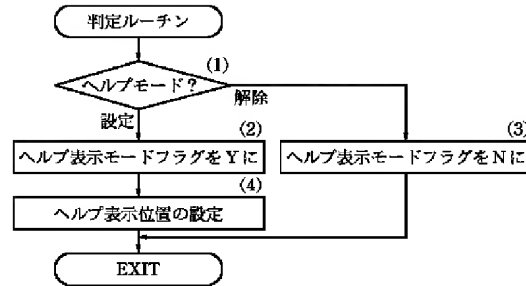 判定ルーチン
(1)
ヘルプモード？
解除
設定
(2)
ヘルプ表示モードフラグをYに
(3)
ヘルプ表示モードフラグをNに
(4)
ヘルプ表示位置の設定
EXIT